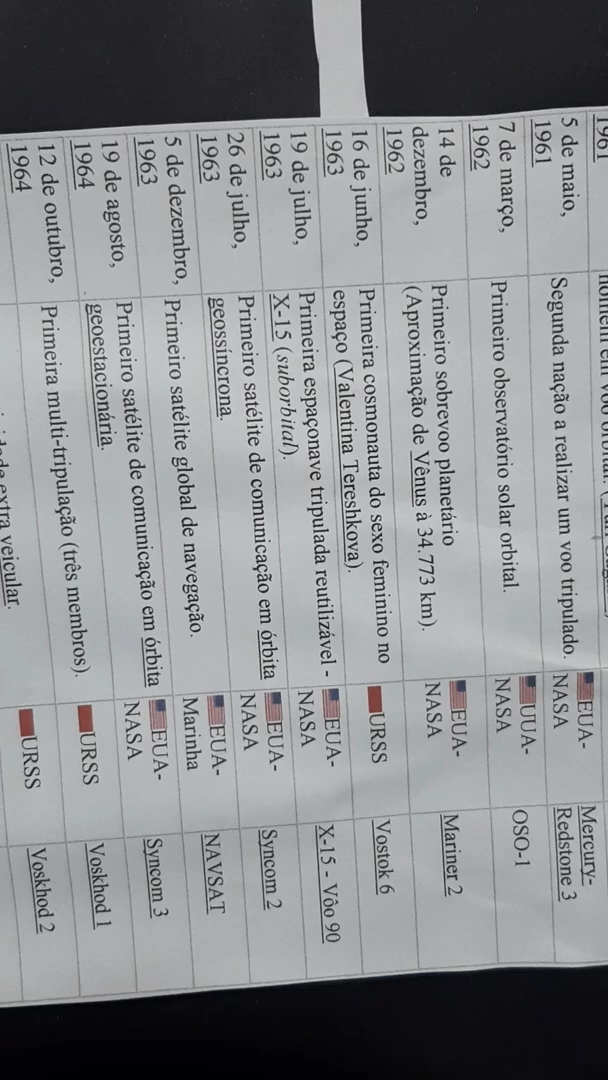 1961
5 de maio, 1961 Segunda nação a realizar um voo tripulado. EUA- NASA Mercury- Redstone 3
7 de março, 1962 Primeiro observatório solar orbital. UUA- NASA OSO-1
14 de dezembro, 1962 Primeiro sobrevoo planetário (Aproximação de Vênus à 34.773 km). EUA- NASA Mariner 2
16 de junho, 1963 Primeira cosmonauta do sexo feminino no espaço (Valentina Tereshkova). URSS Vostok 6
19 de julho, 1963 Primeira espaçonave tripulada reutilizável - X-15 (suborbital). EUA- NASA X-15 - Vôo 90
26 de julho, 1963 Primeiro satélite de comunicação em órbita geossíncrona. EUA- NASA Syncom 2
5 de dezembro, 1963 Primeiro satélite global de navegação. EUA- Marinha NAVSAT
19 de agosto, 1964 Primeiro satélite de comunicação em órbita geoestacionária. EUA- NASA Syncom 3
12 de outubro, 1964 Primeira multi-tripulação (três membros). URSS Voskhod 1
extra veicular. URSS Voskhod 2